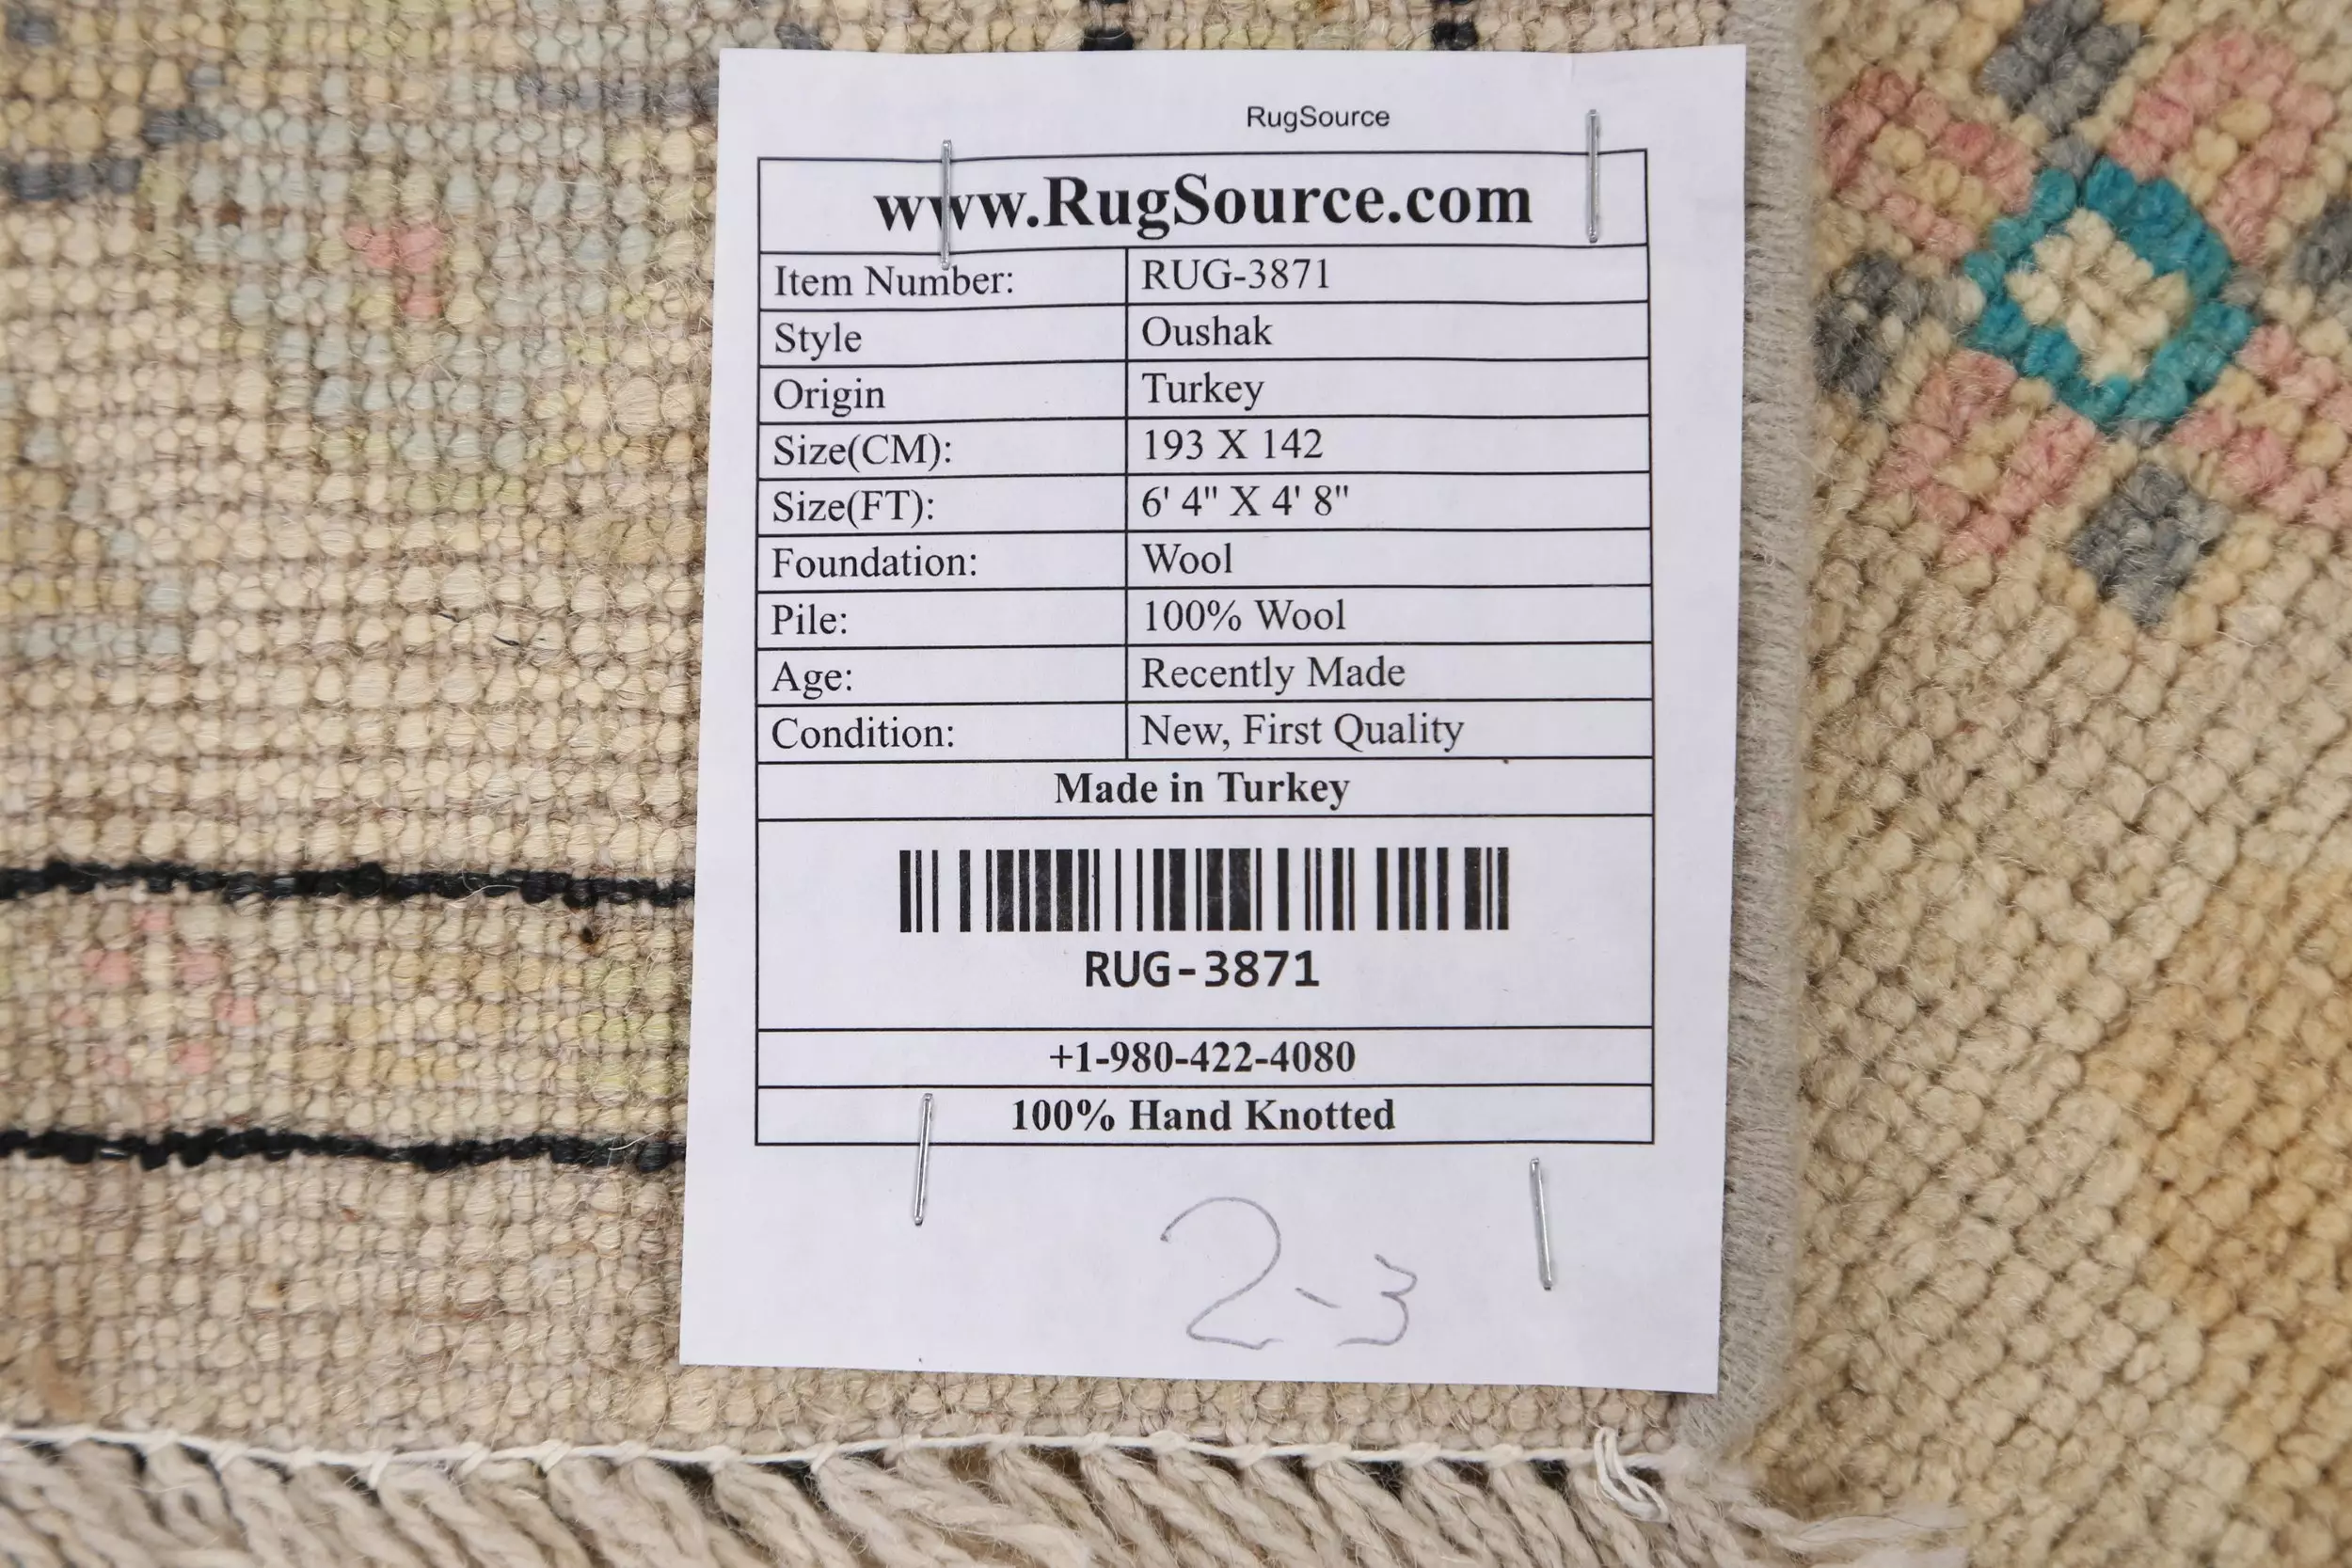 RugSource
www.RugSource.com
Item Number: RUG-3871
Style Oushak
Origin Turkey
Size(CM): 193 X 142
Size(FT): 6' 4" X 4' 8"
Foundation: Wool
Pile: 100% Wool
Age: Recently Made
Condition: New, First Quality
Made in Turkey
RUG-3871
+1-980-422-4080
100% Hand Knotted
2-3